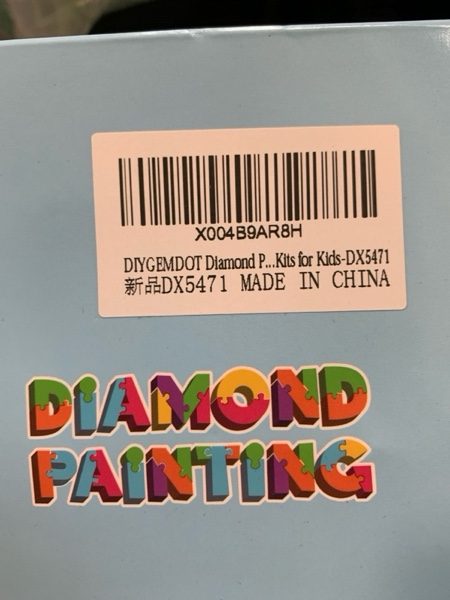 X004B9AR8H
DIYGEMDOT Diamond P...Kits for Kids-DX5471
新品DX5471 MADE IN CHINA
DIAMOND
PAINTING